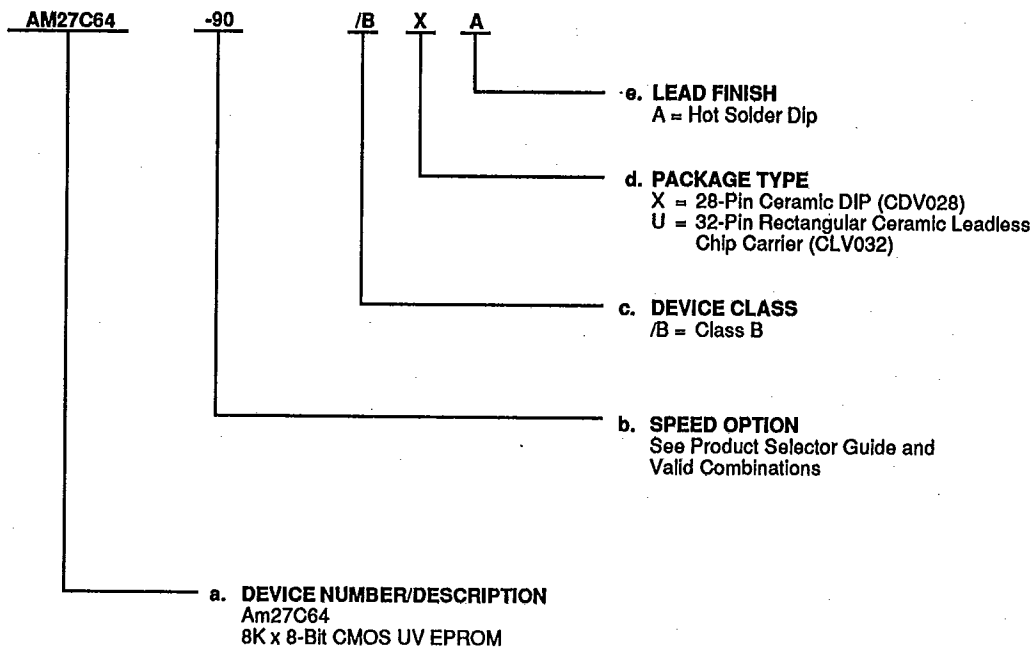 AM27C64 -90 /B X A
e. LEAD FINISH
A = Hot Solder Dip
d. PACKAGE TYPE
X = 28-Pin Ceramic DIP (CDV028)
U = 32-Pin Rectangular Ceramic Leadless
Chip Carrier (CLV032)
c. DEVICE CLASS
/B = Class B
b. SPEED OPTION
See Product Selector Guide and
Valid Combinations
a. DEVICE NUMBER/DESCRIPTION
Am27C64
8K x 8-Bit CMOS UV EPROM